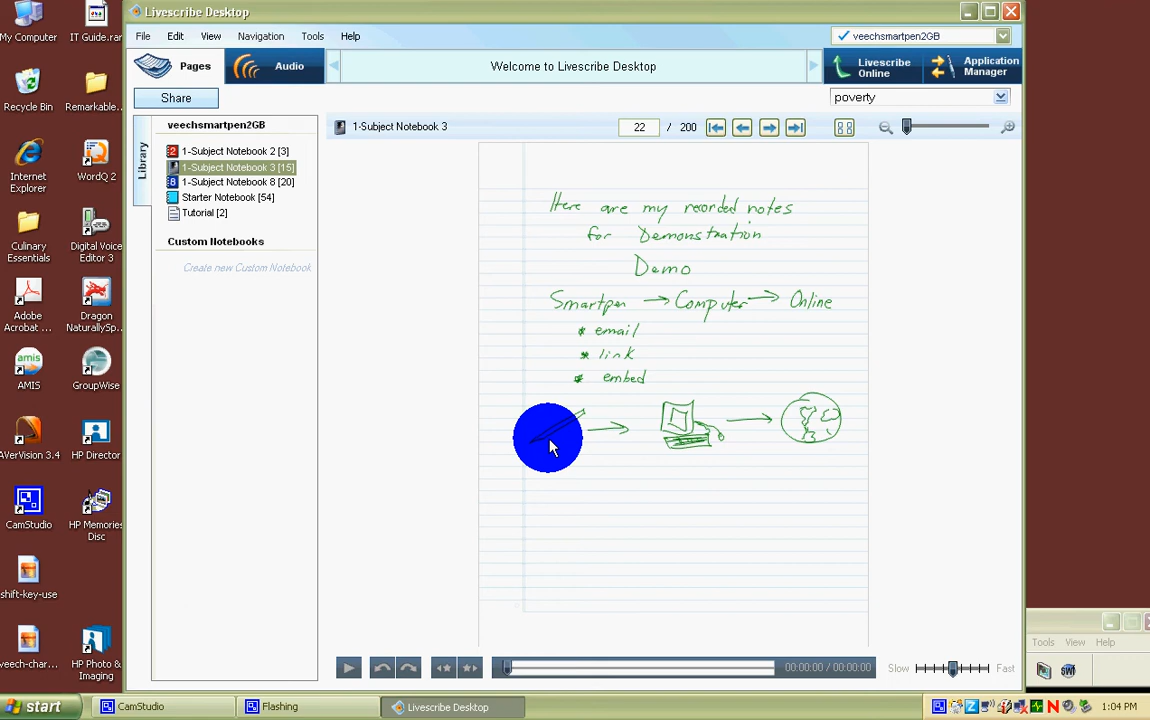 My Computer
IT Guide.rar
Recycle Bin
Remarkable...
Internet Explorer
WordQ 2
Culinary Essentials
Digital Voice Editor 3
Adobe Acrobat ...
Dragon NaturallySp...
AMIS
GroupWise
AVerVision 3.4
HP Director
CamStudio
HP Memories Disc
shift-key-use
veech-char...
HP Photo & Imaging
Livescribe Desktop
File Edit View Navigation Tools Help
veechsmartpen2GB
Pages
Audio
Welcome to Livescribe Desktop
Livescribe Online
Application Manager
Share
poverty
Library
veechsmartpen2GB
1-Subject Notebook 2 [3]
1-Subject Notebook 3 [15]
1-Subject Notebook 8 [20]
Starter Notebook [54]
Tutorial [2]
Custom Notebooks
Create new Custom Notebook
1-Subject Notebook 3
22 / 200
Here are my recorded notes
for Demonstration
Demo
Smartpen → Computer → Online
* email
* link
* embed
00:00:00 / 00:00:00
Slow Fast
Tools View Help
SWF
start
CamStudio
Flashing
Livescribe Desktop
1:04 PM